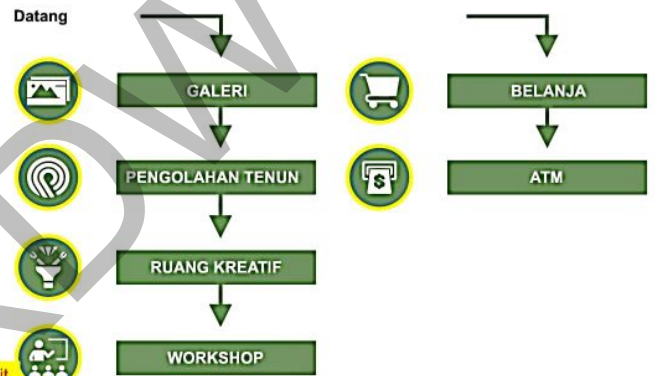 Datang
GALERI
PENGOLAHAN TENUN
RUANG KREATIF
WORKSHOP
BELANJA
ATM